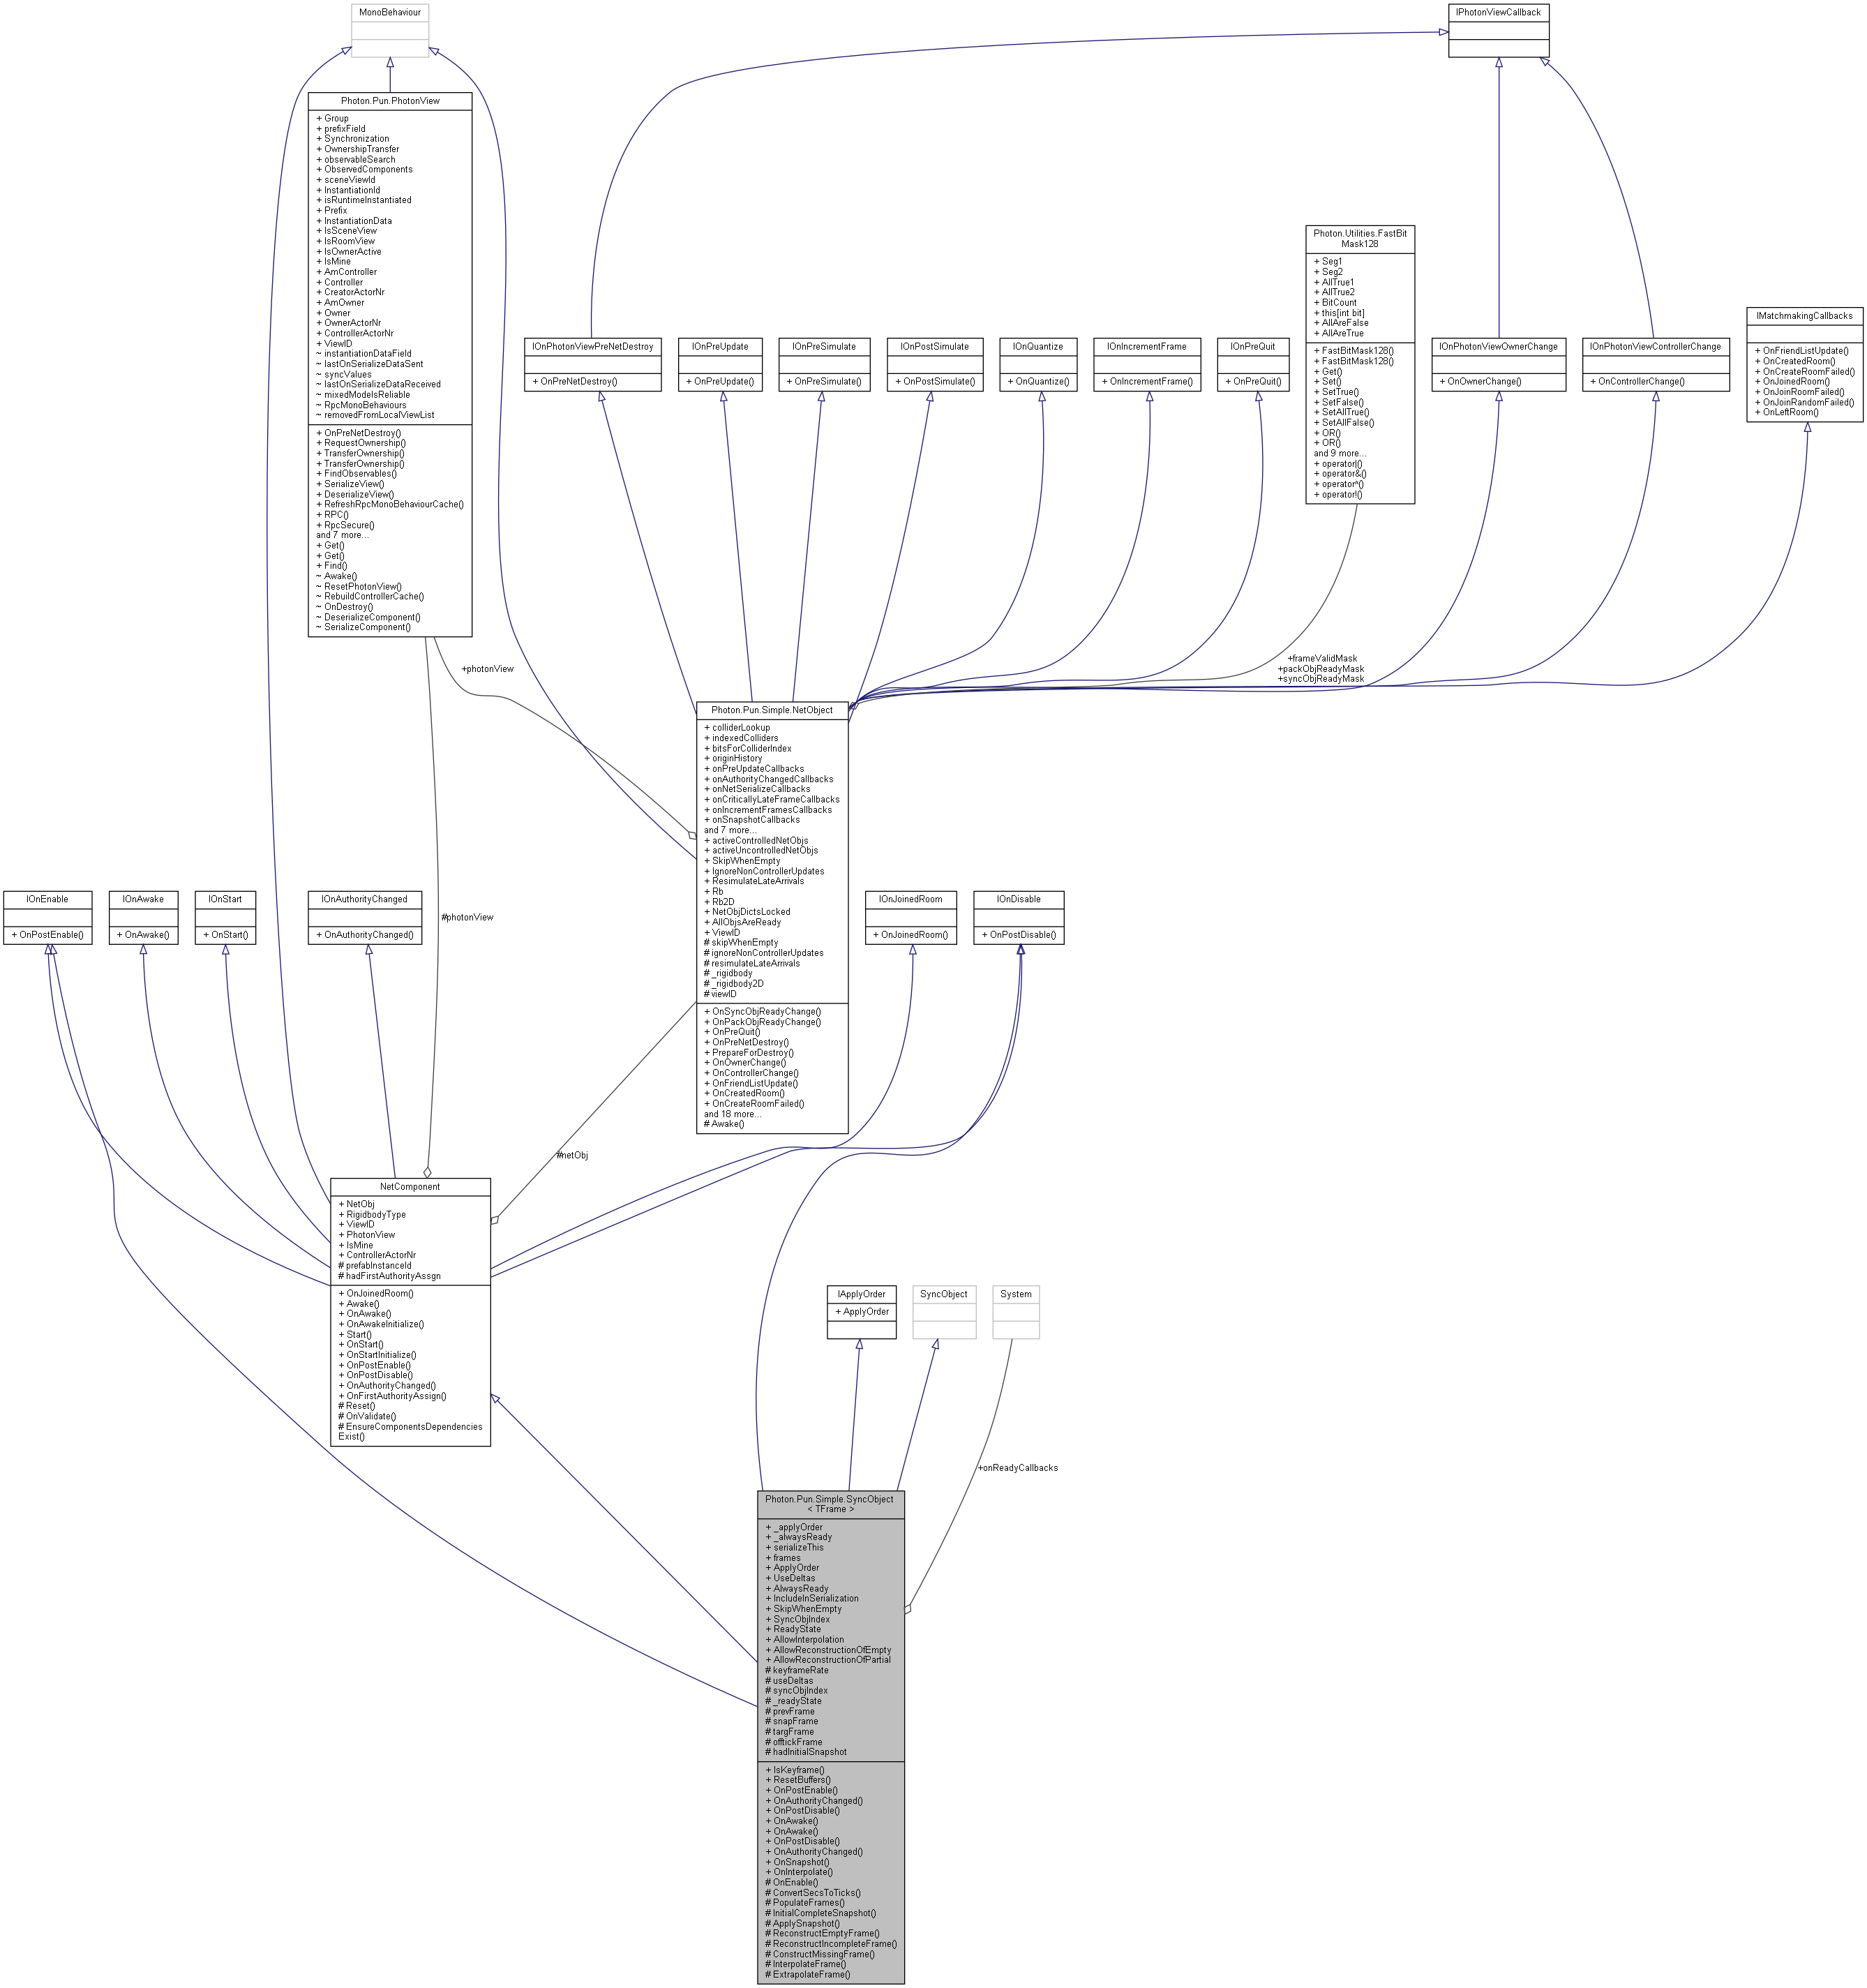 MonoBehaviour
IPhotonViewCallback
Photon.Pun.PhotonView
+ Group
+ prefixField
+ Synchronization
+ OwnershipTransfer
+ observableSearch
+ ObservedComponents
+ sceneViewId
+ InstantiationId
+ isRuntimeInstantiated
+ Prefix
+ InstantiationData
+ IsSceneView
+ IsRoomView
+ IsOwnerActive
+ IsMine
+ AmController
+ Controller
+ CreatorActorNr
+ AmOwner
+ Owner
+ OwnerActorNr
+ ControllerActorNr
+ ViewID
~ instantiationDataField
~ lastOnSerializeDataSent
~ syncValues
~ lastOnSerializeDataReceived
~ mixedModeIsReliable
~ RpcMonoBehaviours
~ removedFromLocalViewList
+ OnPreNetDestroy()
+ RequestOwnership()
+ TransferOwnership()
+ TransferOwnership()
+ FindObservables()
+ SerializeView()
+ DeserializeView()
+ RefreshRpcMonoBehaviourCache()
+ RPC()
+ RpcSecure()
and 7 more...
+ Get()
+ Get()
+ Find()
~ Awake()
~ ResetPhotonView()
~ RebuildControllerCache()
~ OnDestroy()
~ DeserializeComponent()
~ SerializeComponent()
Photon.Utilities.FastBit
Mask128
+ Seg1
+ Seg2
+ AllTrue1
+ AllTrue2
+ BitCount
+ this[int bit]
+ AllAreFalse
+ AllAreTrue
+ FastBitMask128()
+ FastBitMask128()
+ Get()
+ Set()
+ SetTrue()
+ SetFalse()
+ SetAllTrue()
+ SetAllFalse()
+ OR()
+ OR()
and 9 more...
+ operator|()
+ operator&()
+ operator^()
+ operator!()
IOnPhotonViewPreNetDestroy
+ OnPreNetDestroy()
IOnPreUpdate
+ OnPreUpdate()
IOnPreSimulate
+ OnPreSimulate()
IOnPostSimulate
+ OnPostSimulate()
IOnQuantize
+ OnQuantize()
IOnIncrementFrame
+ OnIncrementFrame()
IOnPreQuit
+ OnPreQuit()
IOnPhotonViewOwnerChange
+ OnOwnerChange()
IOnPhotonViewControllerChange
+ OnControllerChange()
IMatchmakingCallbacks
+ OnFriendListUpdate()
+ OnCreatedRoom()
+ OnCreateRoomFailed()
+ OnJoinedRoom()
+ OnJoinRoomFailed()
+ OnJoinRandomFailed()
+ OnLeftRoom()
+photonView
+frameValidMask
+packObjReadyMask
+syncObjReadyMask
Photon.Pun.Simple.NetObject
+ colliderLookup
+ indexedColliders
+ bitsForColliderIndex
+ originHistory
+ onPreUpdateCallbacks
+ onAuthorityChangedCallbacks
+ onNetSerializeCallbacks
+ onCriticallyLateFrameCallbacks
+ onIncrementFramesCallbacks
+ onSnapshotCallbacks
and 7 more...
+ activeControlledNetObjs
+ activeUncontrolledNetObjs
+ SkipWhenEmpty
+ IgnoreNonControllerUpdates
+ ResimulateLateArrivals
+ Rb
+ Rb2D
+ NetObjDictsLocked
+ AllObjsAreReady
+ ViewID
# skipWhenEmpty
# ignoreNonControllerUpdates
# resimulateLateArrivals
# _rigidbody
# _rigidbody2D
# viewID
+ OnSyncObjReadyChange()
+ OnPackObjReadyChange()
+ OnPreQuit()
+ OnPreNetDestroy()
+ PrepareForDestroy()
+ OnOwnerChange()
+ OnControllerChange()
+ OnFriendListUpdate()
+ OnCreatedRoom()
+ OnCreateRoomFailed()
and 18 more...
# Awake()
IOnEnable
+ OnPostEnable()
IOnAwake
+ OnAwake()
IOnStart
+ OnStart()
IOnAuthorityChanged
+ OnAuthorityChanged()
#photonView
IOnJoinedRoom
+ OnJoinedRoom()
IOnDisable
+ OnPostDisable()
#netObj
NetComponent
+ NetObj
+ RigidbodyType
+ ViewID
+ PhotonView
+ IsMine
+ ControllerActorNr
# prefabInstanceId
# hadFirstAuthorityAssgn
+ OnJoinedRoom()
+ Awake()
+ OnAwake()
+ OnAwakeInitialize()
+ Start()
+ OnStart()
+ OnStartInitialize()
+ OnPostEnable()
+ OnPostDisable()
+ OnAuthorityChanged()
+ OnFirstAuthorityAssign()
# Reset()
# OnValidate()
# EnsureComponentsDependencies
Exist()
IApplyOrder
+ ApplyOrder
SyncObject
System
+onReadyCallbacks
Photon.Pun.Simple.SyncObject
< TFrame >
+ _applyOrder
+ _alwaysReady
+ serializeThis
+ frames
+ ApplyOrder
+ UseDeltas
+ AlwaysReady
+ IncludeInSerialization
+ SkipWhenEmpty
+ SyncObjIndex
+ ReadyState
+ AllowInterpolation
+ AllowReconstructionOfEmpty
+ AllowReconstructionOfPartial
# keyframeRate
# useDeltas
# syncObjIndex
# _readyState
# prevFrame
# snapFrame
# targFrame
# offtickFrame
# hadInitialSnapshot
+ IsKeyframe()
+ ResetBuffers()
+ OnPostEnable()
+ OnAuthorityChanged()
+ OnPostDisable()
+ OnAwake()
+ OnAwake()
+ OnPostDisable()
+ OnAuthorityChanged()
+ OnSnapshot()
+ OnInterpolate()
# OnEnable()
# ConvertSecsToTicks()
# PopulateFrames()
# InitialCompleteSnapshot()
# ApplySnapshot()
# ReconstructEmptyFrame()
# ReconstructIncompleteFrame()
# ConstructMissingFrame()
# InterpolateFrame()
# ExtrapolateFrame()